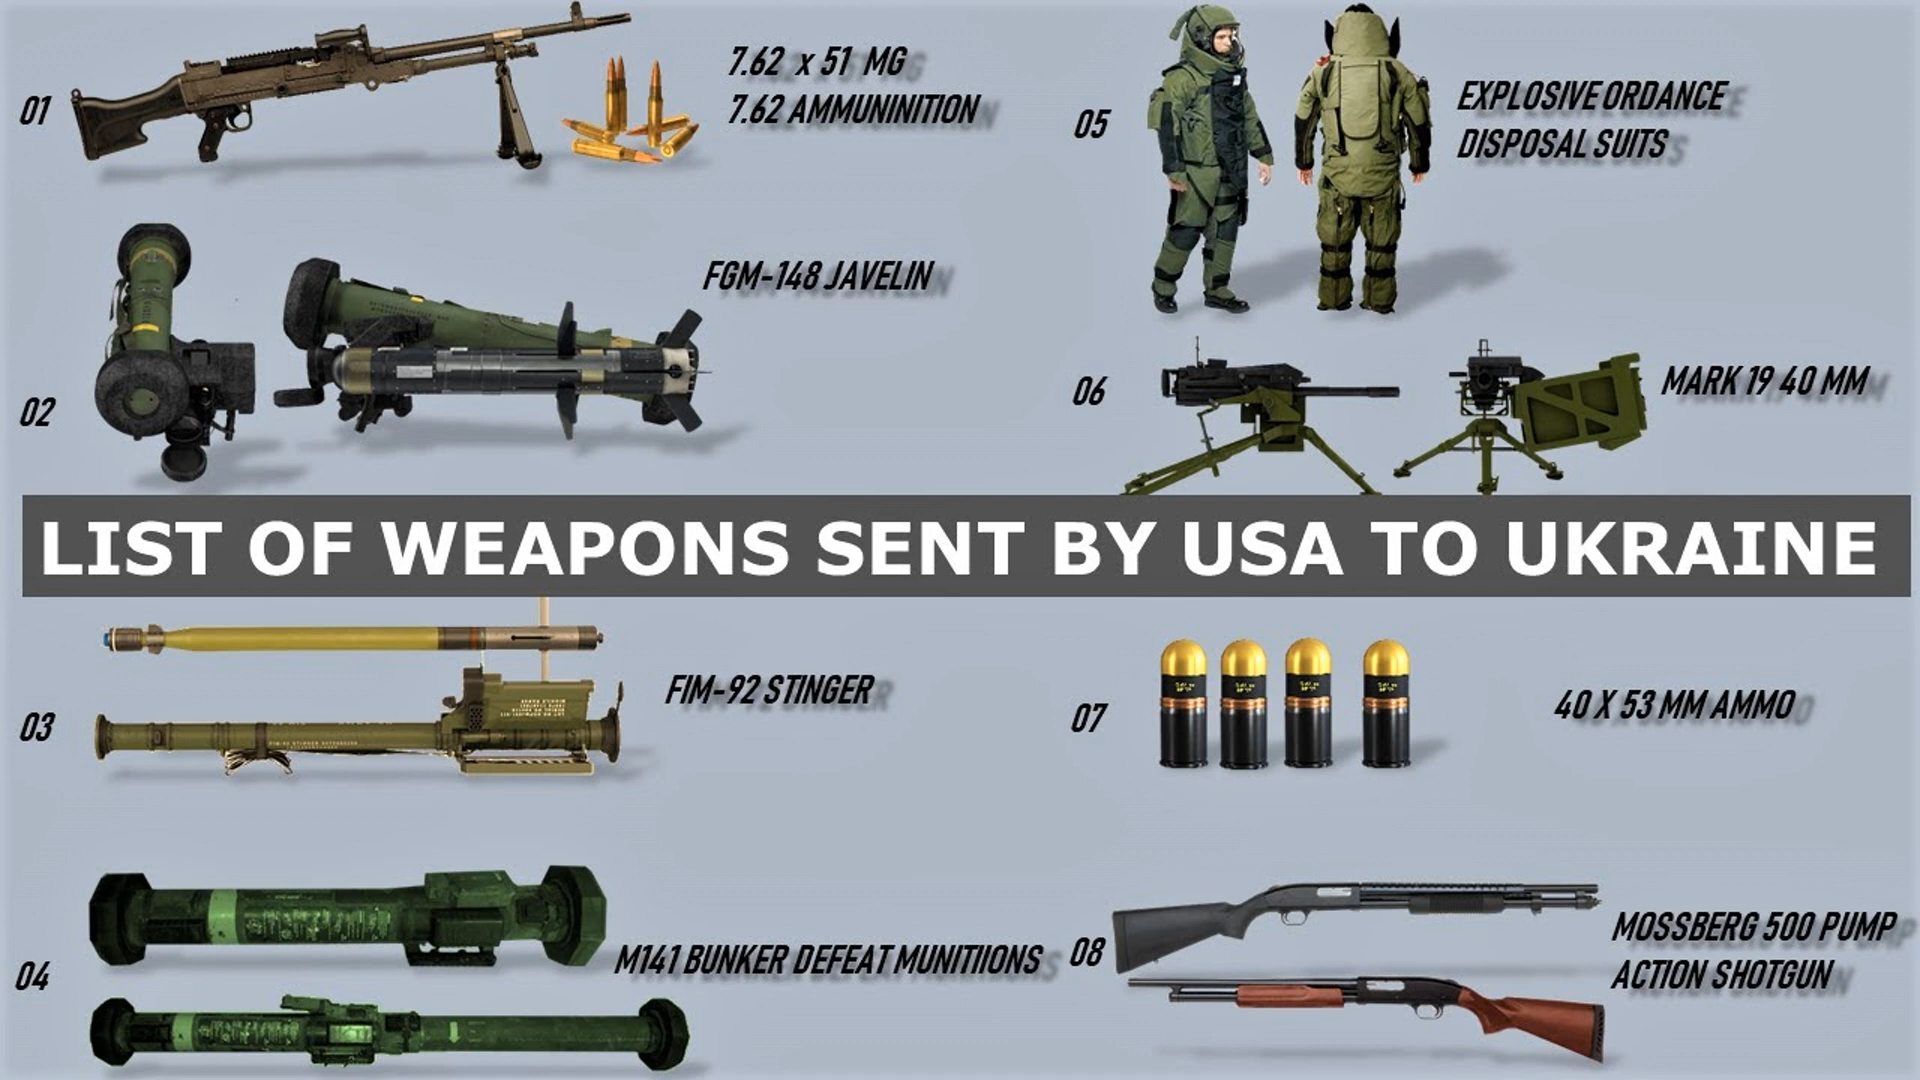 01
7.62 x 51 MG
7.62 AMMUNINITION
02
FGM-148 JAVELIN
05
EXPLOSIVE ORDANCE
DISPOSAL SUITS
06
MARK 19 40 MM
LIST OF WEAPONS SENT BY USA TO UKRAINE
03
FIM-92 STINGER
04
M141 BUNKER DEFEAT MUNITIIONS
07
40 X 53 MM AMMO
08
MOSSBERG 500 PUMP
ACTION SHOTGUN